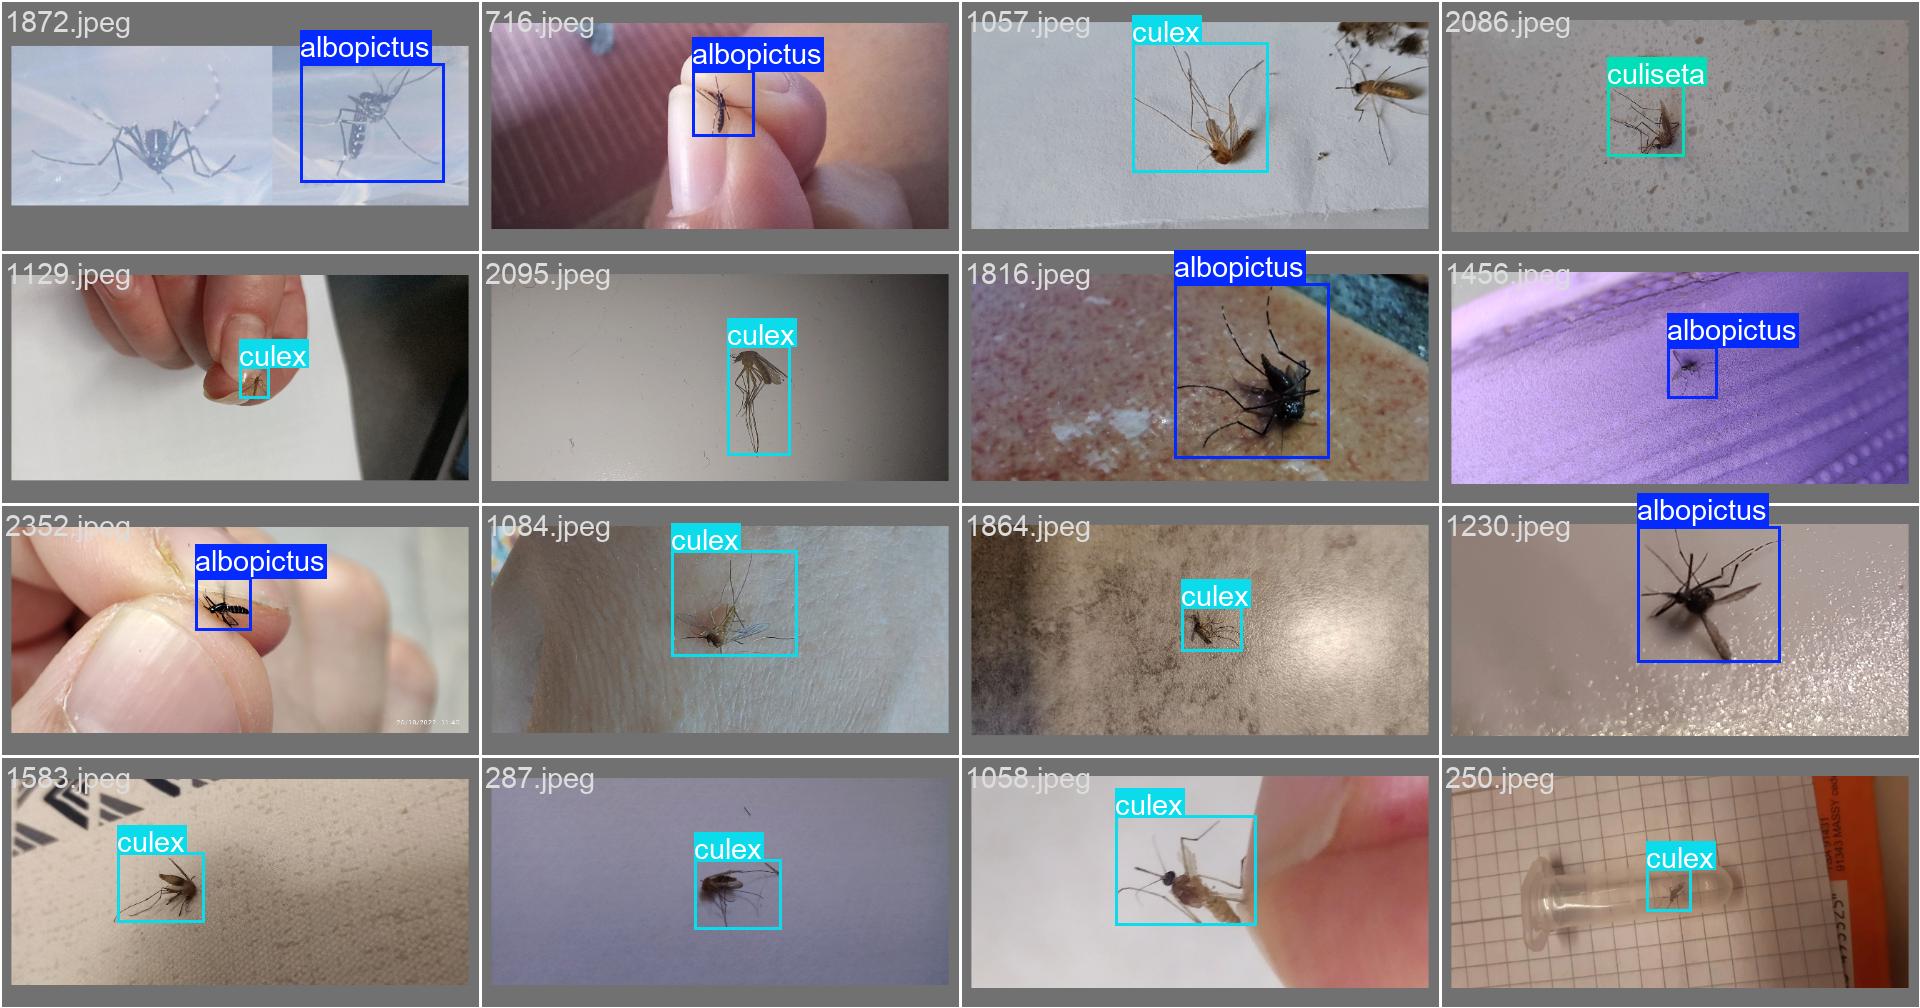 1872.jpeg
albopictus
716.jpeg
albopictus
1057.jpeg
culex
2086.jpeg
culiseta
1129.jpeg
culex
2095.jpeg
culex
1816.jpeg
albopictus
1456.jpeg
albopictus
2352.jpeg
albopictus
1084.jpeg
culex
1864.jpeg
culex
1230.jpeg
albopictus
1583.jpeg
culex
287.jpeg
culex
1058.jpeg
culex
250.jpeg
culex
91343 MASSY